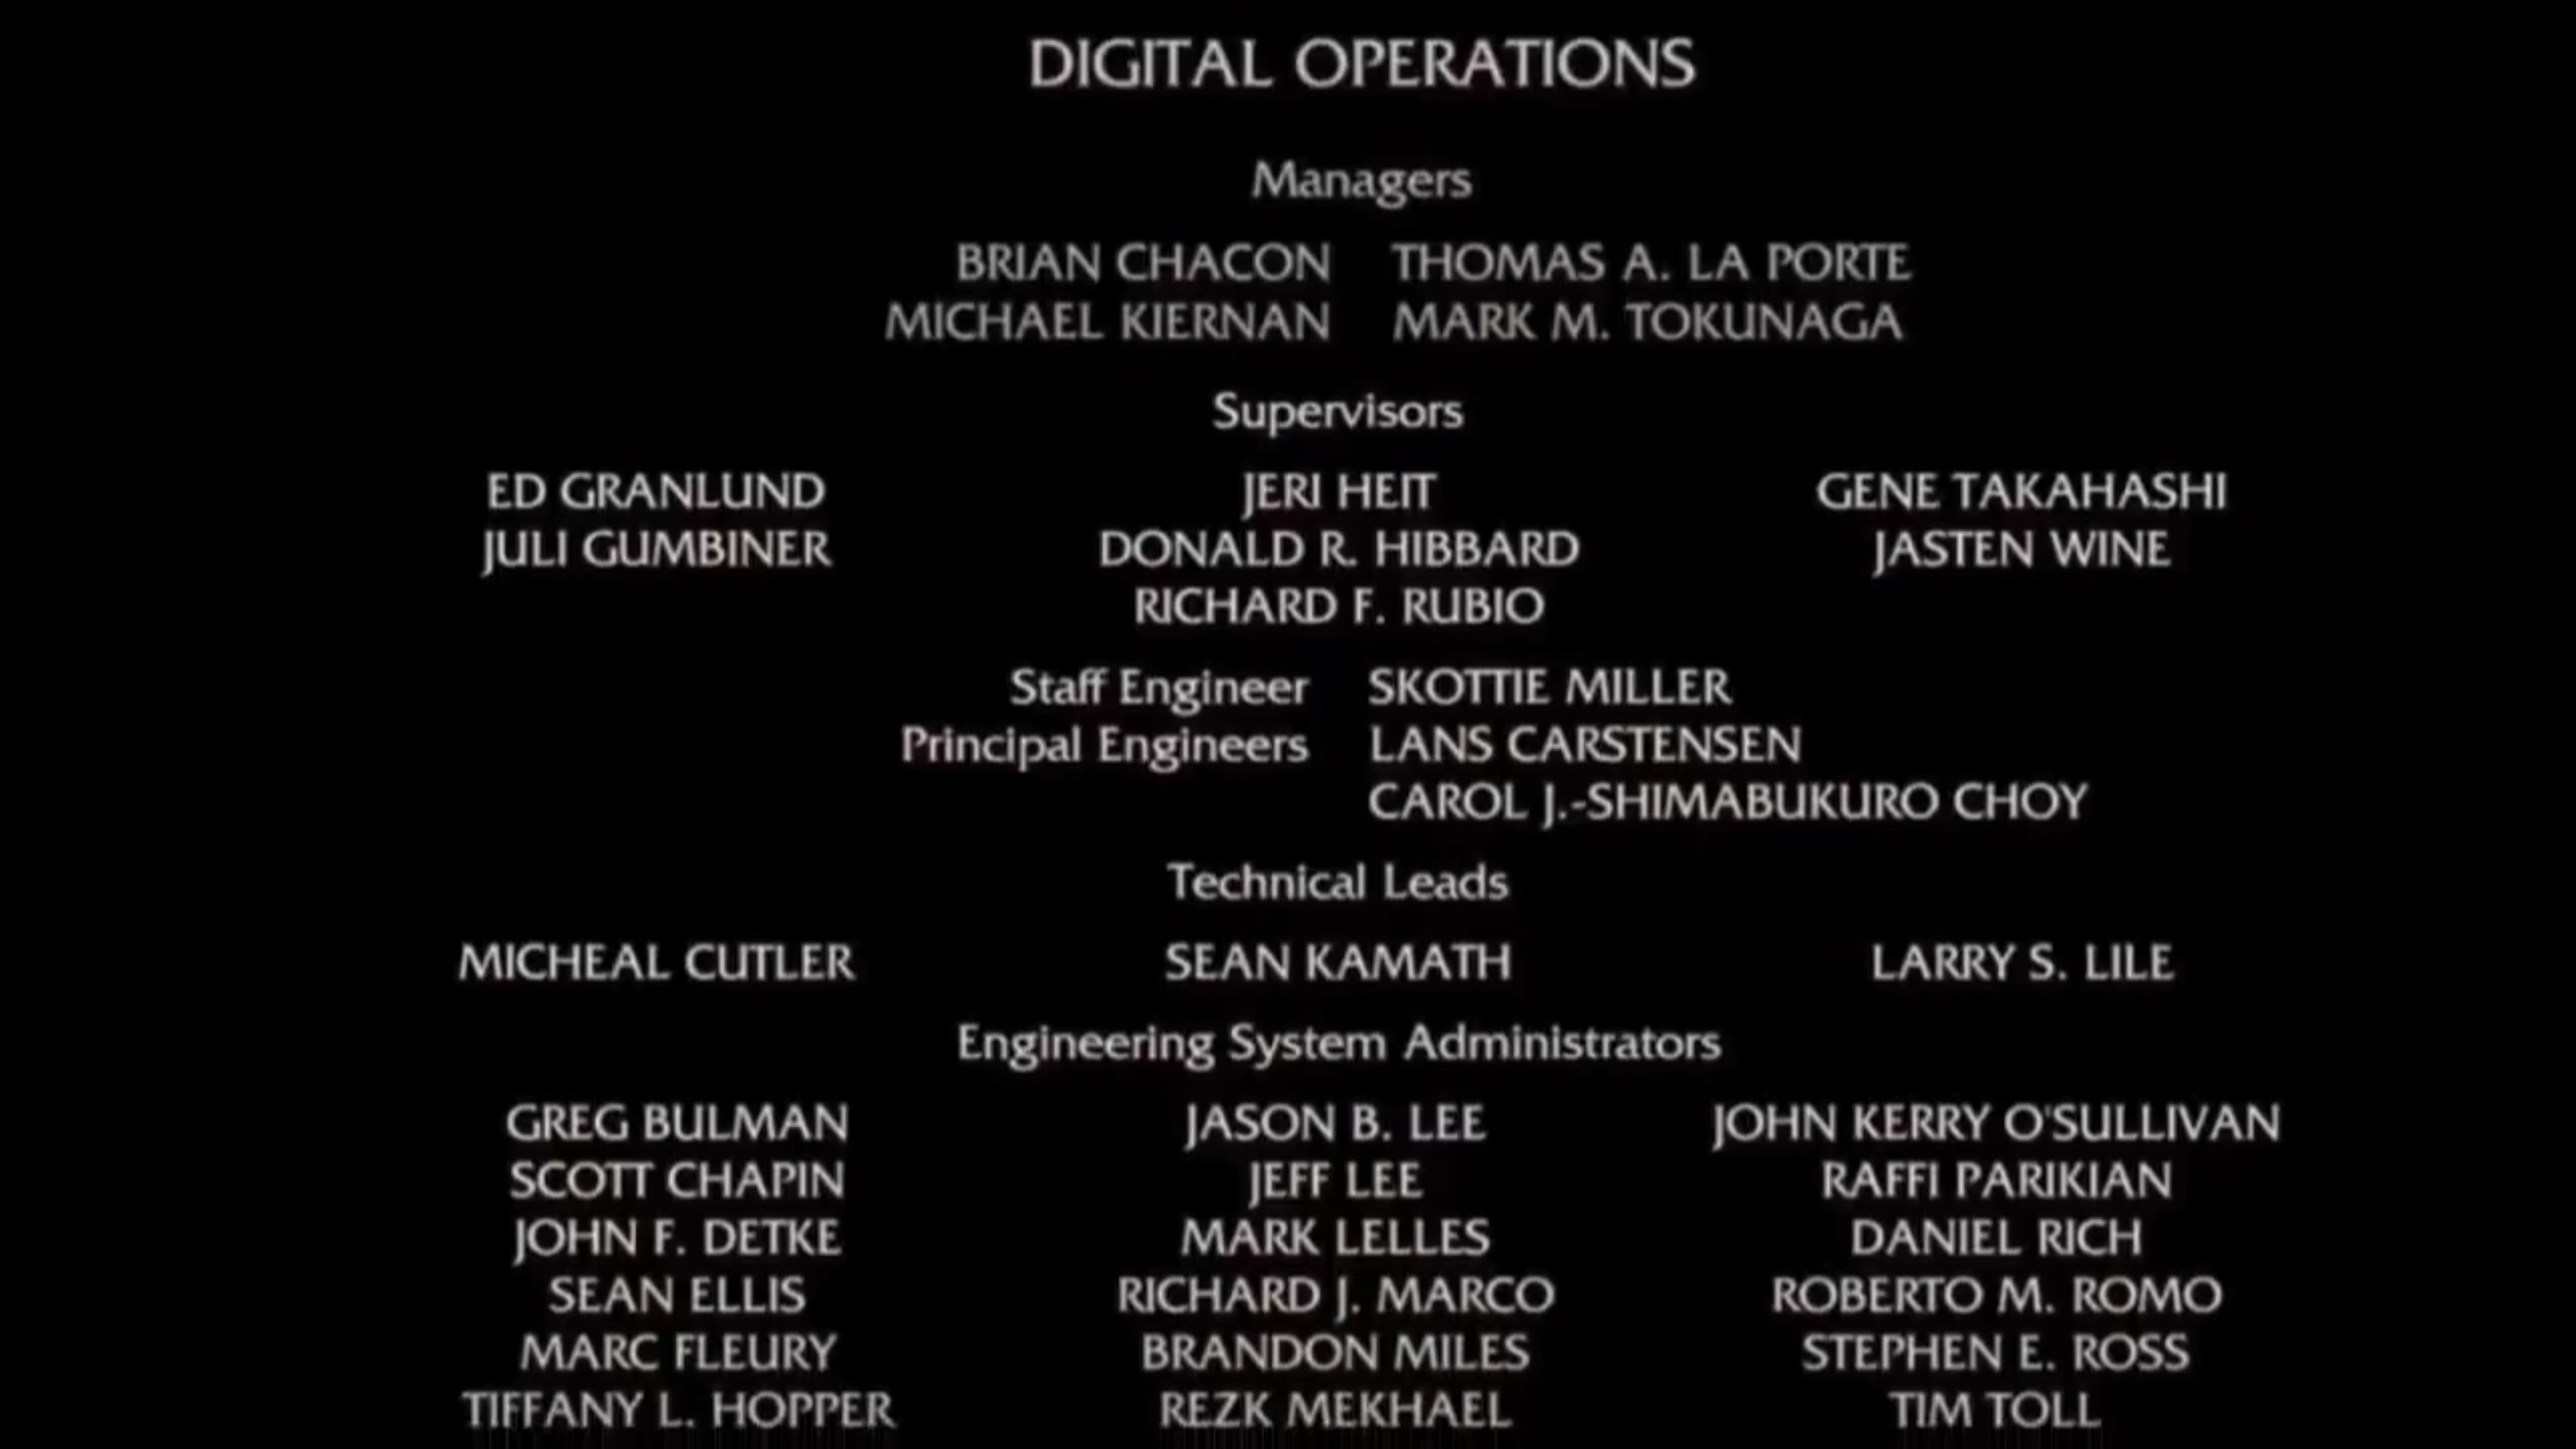 DIGITAL OPERATIONS
Managers
BRIAN CHACON THOMAS A. LA PORTE
MICHAEL KIERNAN MARK M. TOKUNAGA
Supervisors
ED GRANLUND JERI HEIT GENE TAKAHASHI
JULI GUMBINER DONALD R. HIBBARD JASTEN WINE
RICHARD F. RUBIO
Staff Engineer SKOTTIE MILLER
Principal Engineers LANS CARSTENSEN
CAROL J.-SHIMABUKURO CHOY
Technical Leads
MICHEAL CUTLER SEAN KAMATH LARRY S. LILE
Engineering System Administrators
GREG BULMAN JASON B. LEE JOHN KERRY O'SULLIVAN
SCOTT CHAPIN JEFF LEE RAFFI PARIKIAN
JOHN F. DETKE MARK LELLES DANIEL RICH
SEAN ELLIS RICHARD J. MARCO ROBERTO M. ROMO
MARC FLEURY BRANDON MILES STEPHEN E. ROSS
TIFFANY L. HOPPER REZK MEKHAEL TIM TOLL